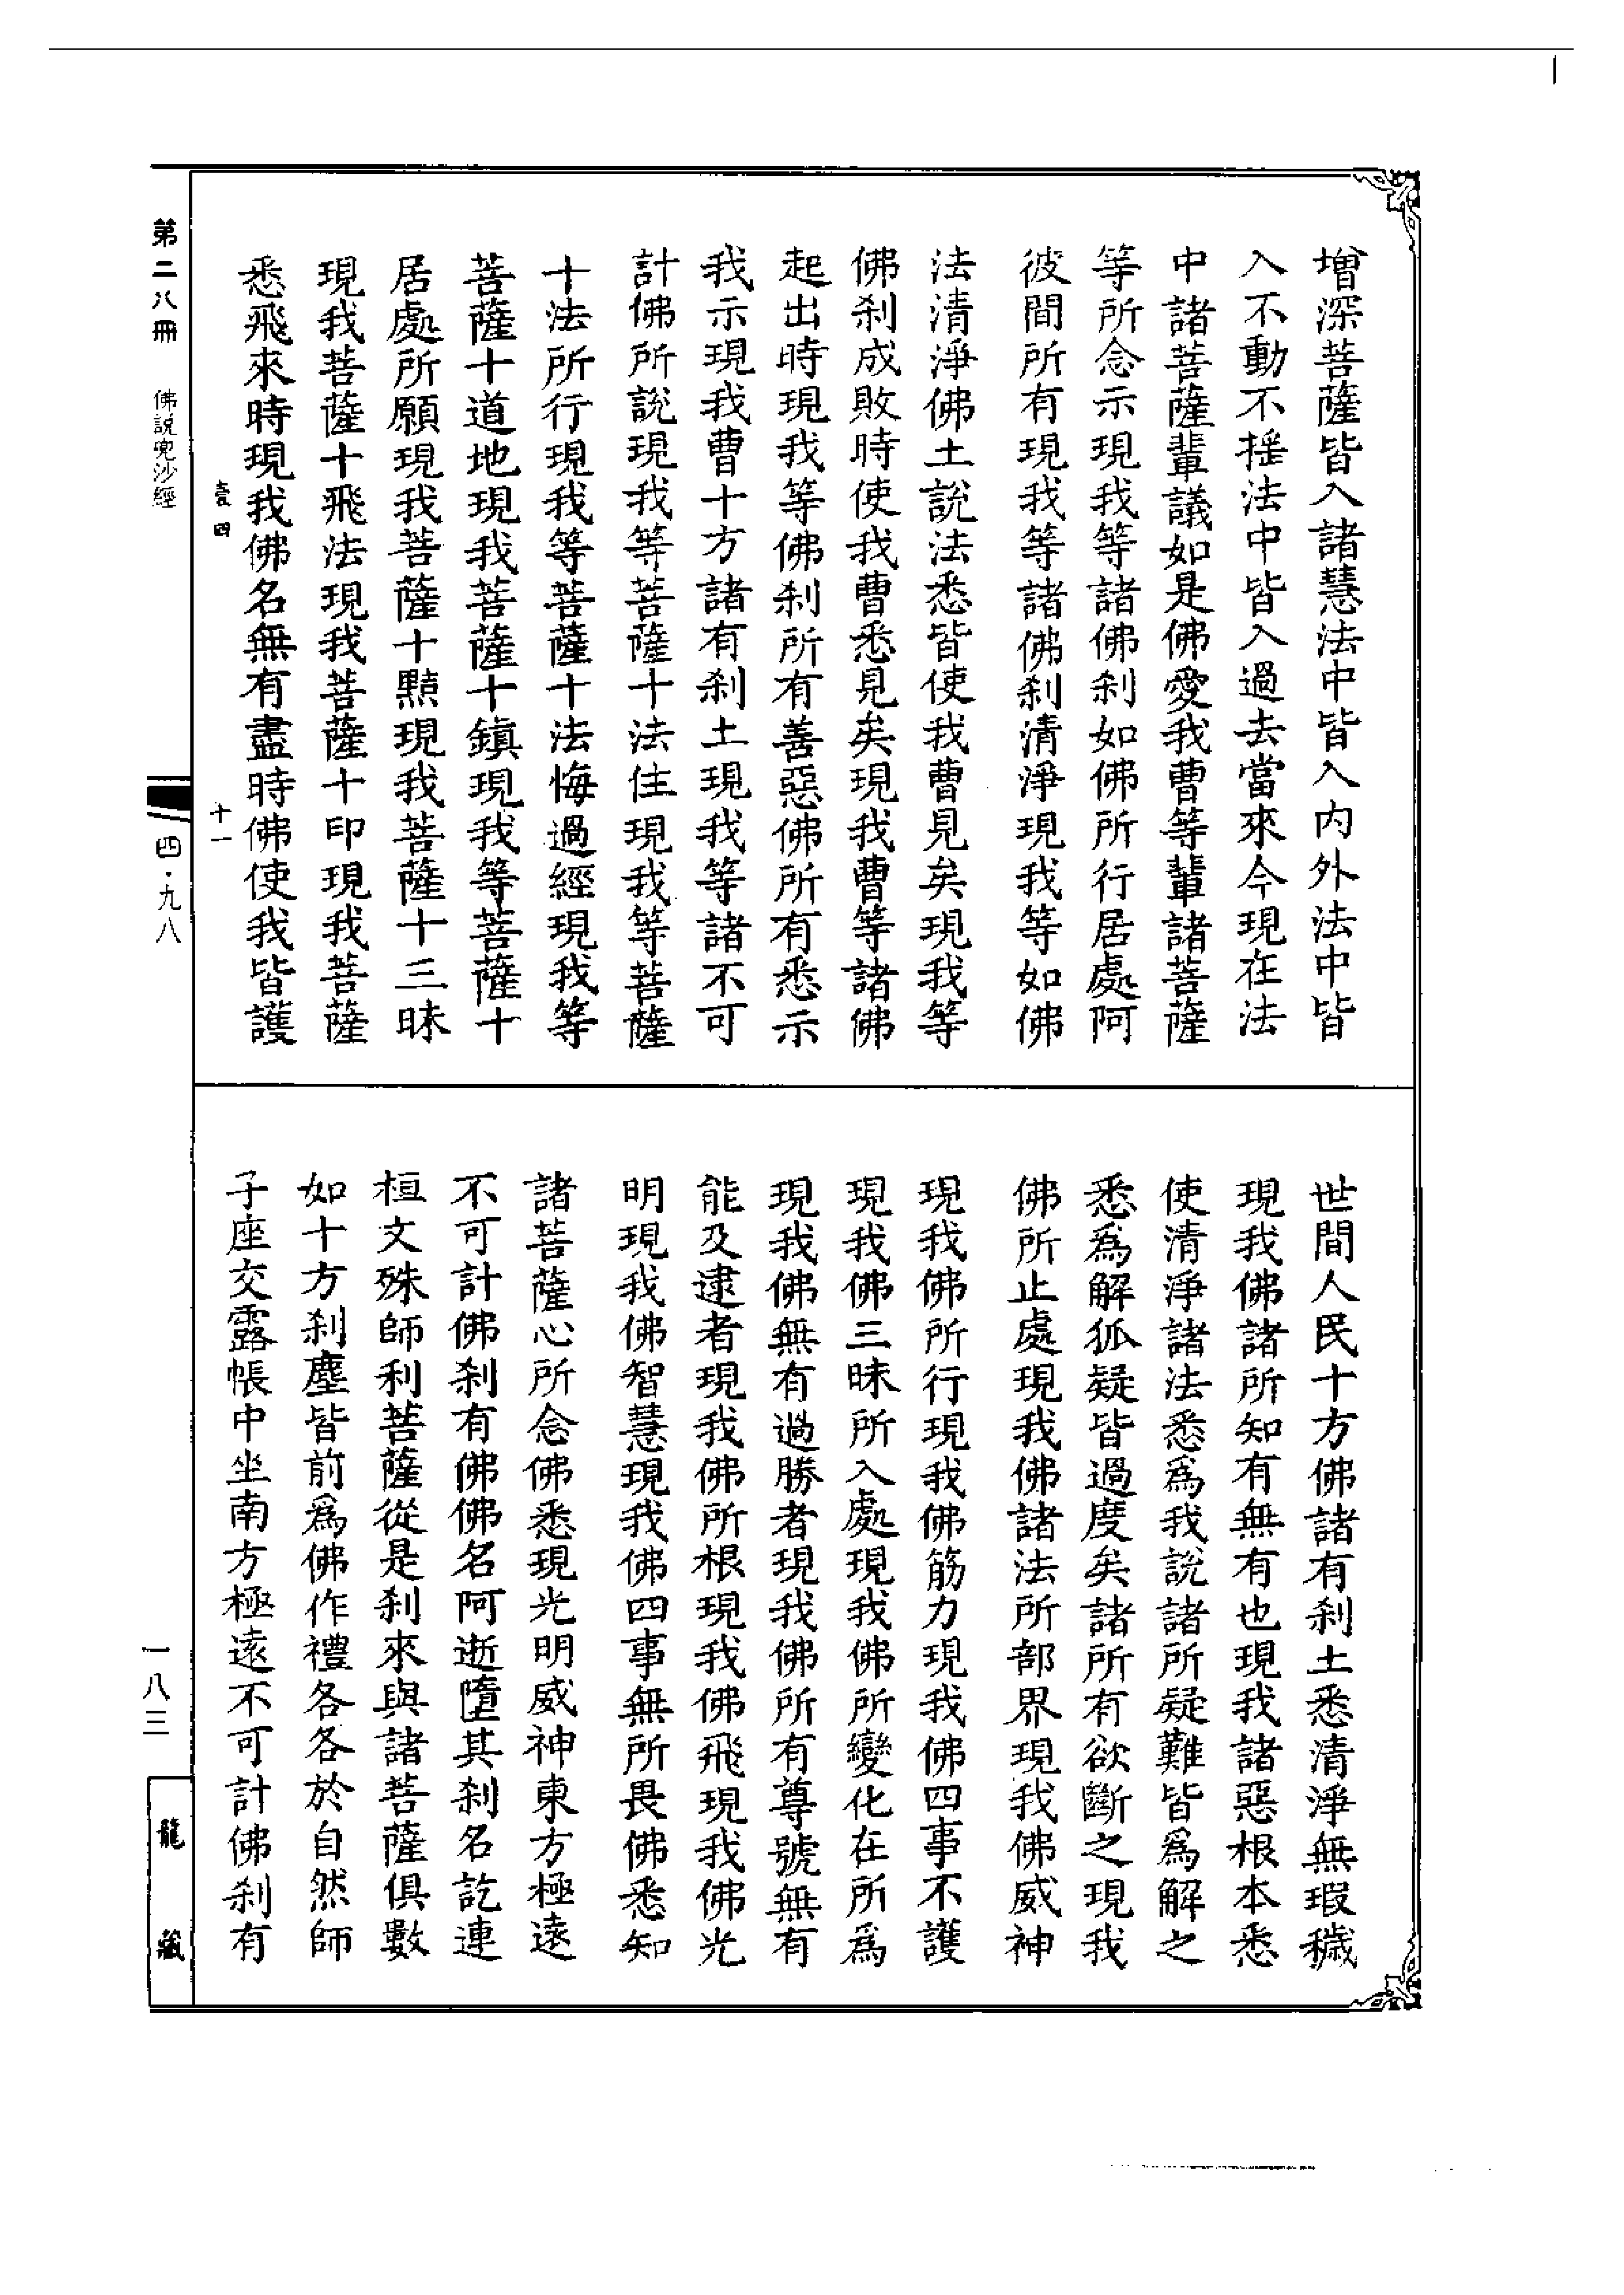 増深菩薩皆入諸慧法中皆入内外法中皆
入不動不揺法中皆入過去當來今現在法
中諸菩薩輩議如是佛愛我曹等輩諸菩薩
等所念示現我等諸佛刹如佛所行居處阿
彼間所有現我等諸佛刹清淨現我等如佛
法清淨佛土說法悉皆使我曹見矣現我等
佛刹成敗時使我曹悉見矣現我曹等諸佛
起出時現我等佛刹所有善惡佛所有悉示
我示現我曹十方諸有刹土現我等諸不可
計佛所說現我等菩薩十法住現我等菩薩
十法所行現我等菩薩十法悔過經現我等
菩薩十道地現我菩薩十鎮現我等菩薩十
居處所願現我菩薩十黠現我菩薩十三昧
現我菩薩十飛法現我菩薩十印現我菩薩
悉飛來時現我佛名無有盡時佛使我皆護
壹四
十一
世間人民十方佛諸有刹土悉清淨無瑕穢
現我佛諸所知有無有也現我諸惡根本悉
使清淨諸法悉爲我說諸所疑難皆爲解之
悉爲解狐疑皆過度矣諸所有欲斷之現我
佛所止處現我佛諸法所部界現我佛威神
現我佛所行現我佛筋力現我佛四事不護
現我佛三昧所入處現我佛所變化在所爲
現我佛無有過勝者現我佛所有尊號無有
能及逮者現我佛所根現我佛飛現我佛光
明現我佛智慧現我佛四事無所畏佛悉知
諸菩薩心所念佛悉現光明威神東方極遠
不可計佛刹有佛佛名阿逝墮其刹名訖連
桓文殊師利菩薩從是刹來與諸菩薩俱數
如十方刹塵皆前爲佛作禮各各於自然師
子座交露帳中坐南方極遠不可計佛刹有
第二八冊 佛說兜沙經
四·九八
一八三
龍藏